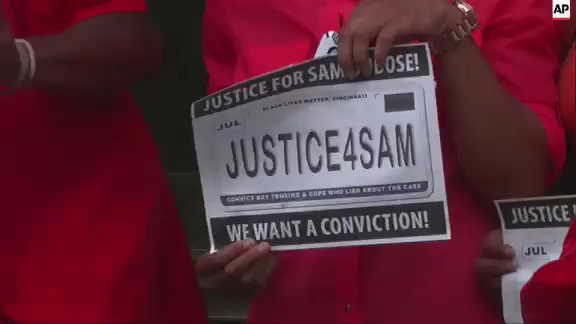 AP
JUSTICE FOR SAM DUBOSE!
BLACK LIVES MATTER: CINCINNATI
JUL
JUSTICE4SAM
CONVICT RAY TENSING & COPS WHO LIED ABOUT THE CASE
WE WANT A CONVICTION!
JUSTICE
JUL